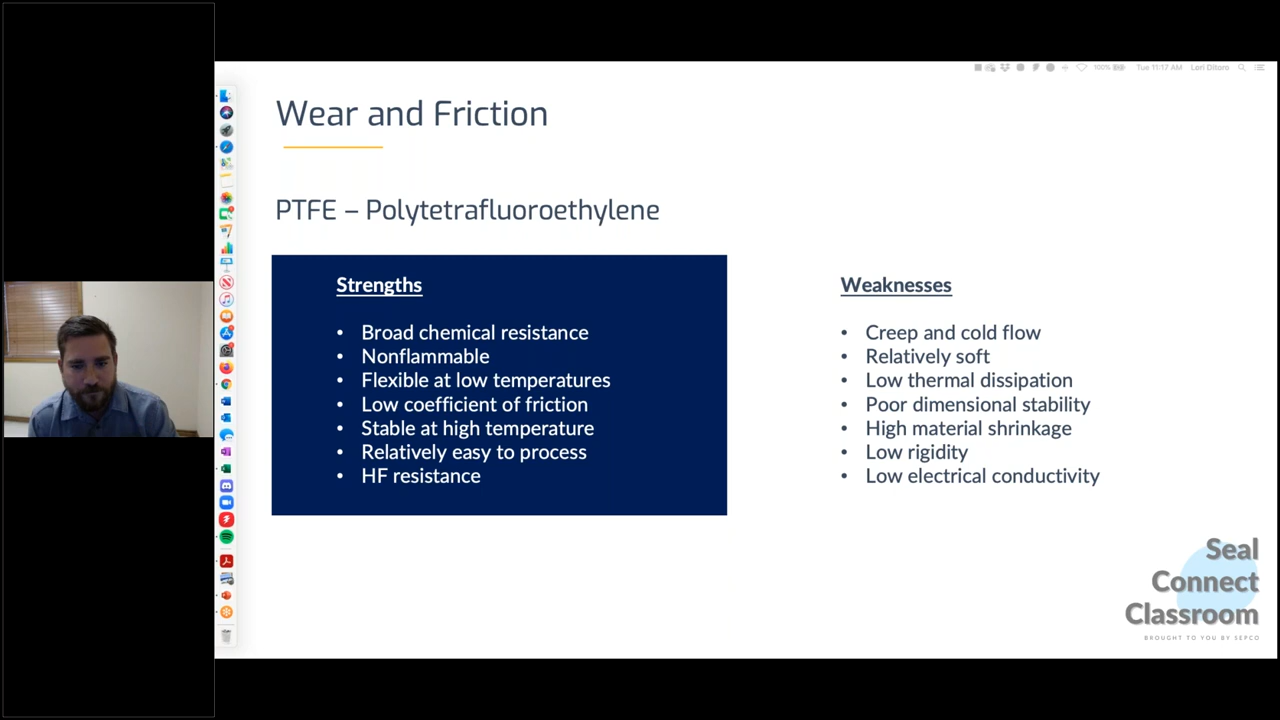 100%
Tue 11:17 AM
Lori Ditoro
Wear and Friction
PTFE – Polytetrafluoroethylene
Strengths
• Broad chemical resistance
• Nonflammable
• Flexible at low temperatures
• Low coefficient of friction
• Stable at high temperature
• Relatively easy to process
• HF resistance
Weaknesses
• Creep and cold flow
• Relatively soft
• Low thermal dissipation
• Poor dimensional stability
• High material shrinkage
• Low rigidity
• Low electrical conductivity
Seal
Connect
Classroom
BROUGHT TO YOU BY SEPCO